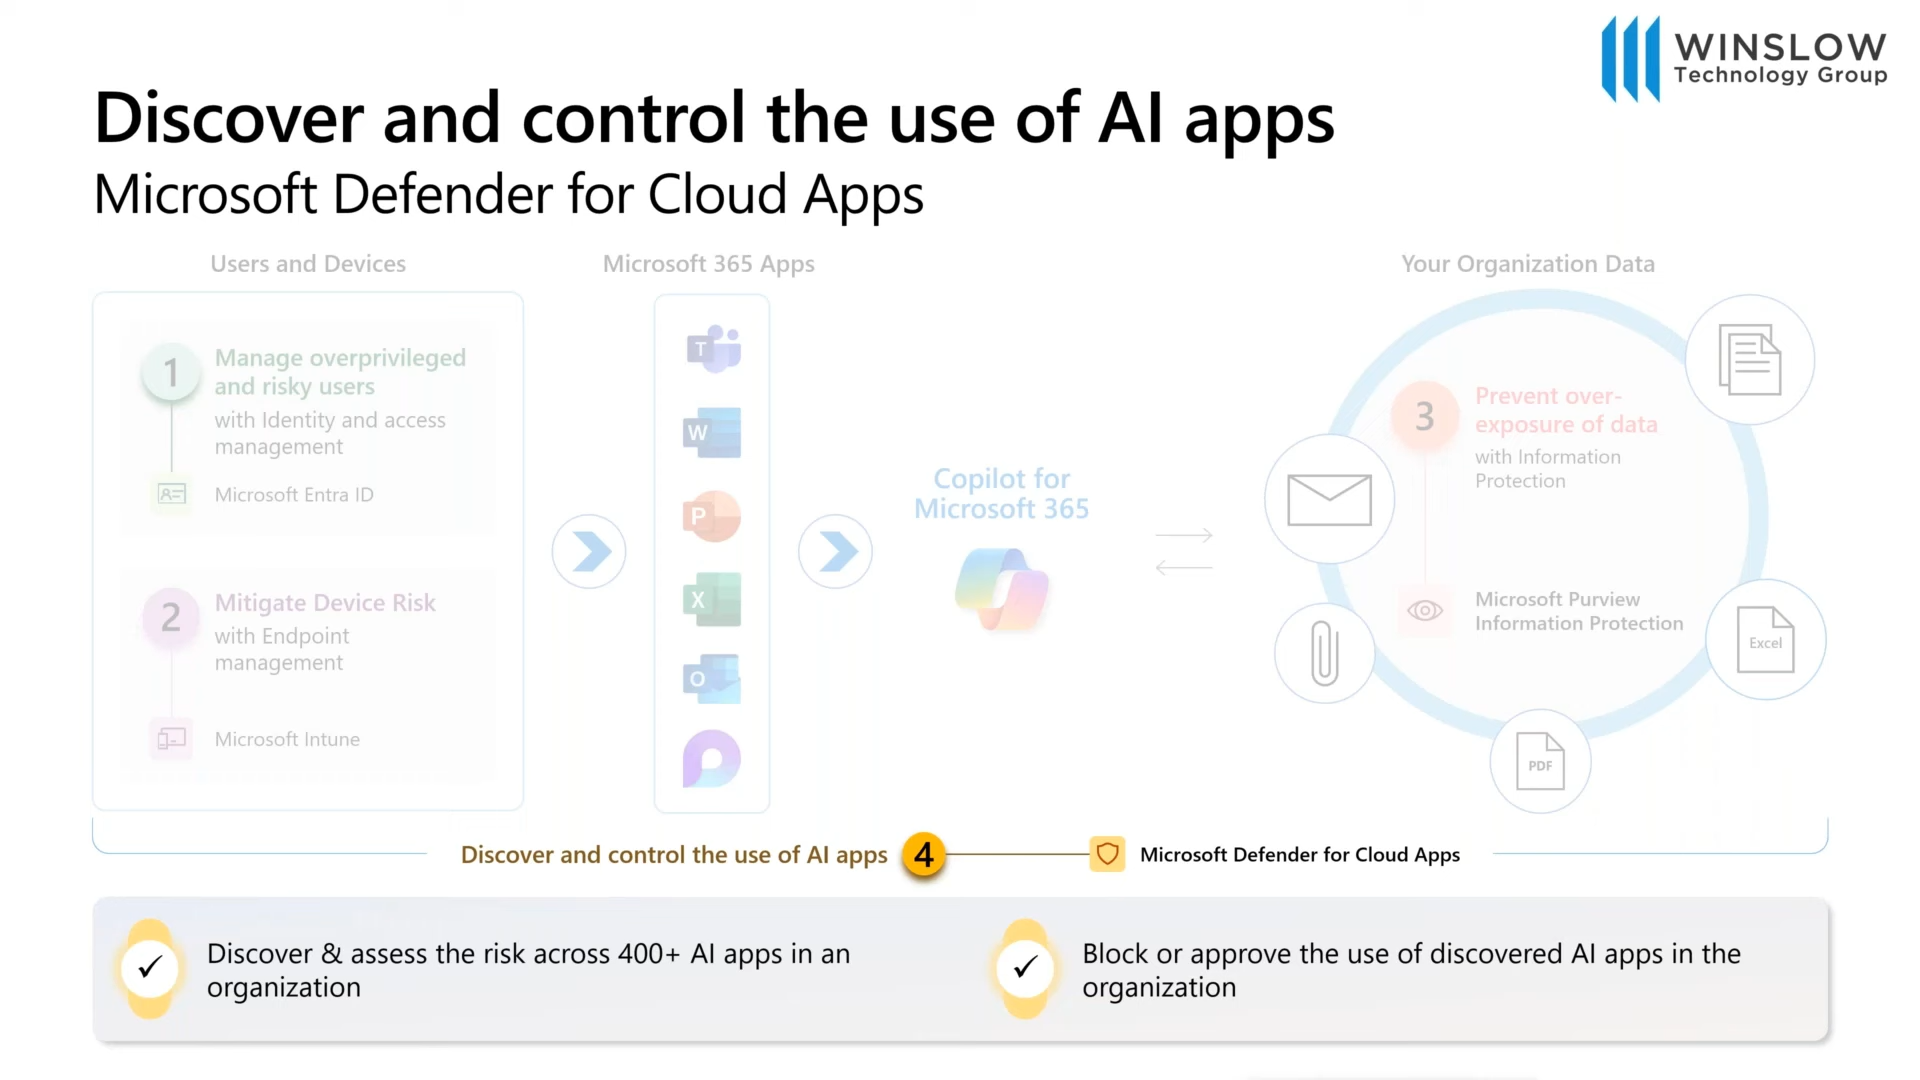 WINSLOW
Technology Group
Discover and control the use of AI apps
Microsoft Defender for Cloud Apps
Users and Devices
1
Manage overprivileged
and risky users
with Identity and access
management
Microsoft Entra ID
2
Mitigate Device Risk
with Endpoint
management
Microsoft Intune
Microsoft 365 Apps
T
W
P
X
O
Copilot for
Microsoft 365
Your Organization Data
3
Prevent over-
exposure of data
with Information
Protection
Microsoft Purview
Information Protection
Excel
PDF
Discover and control the use of AI apps
4
Microsoft Defender for Cloud Apps
Discover & assess the risk across 400+ AI apps in an
organization
Block or approve the use of discovered AI apps in the
organization